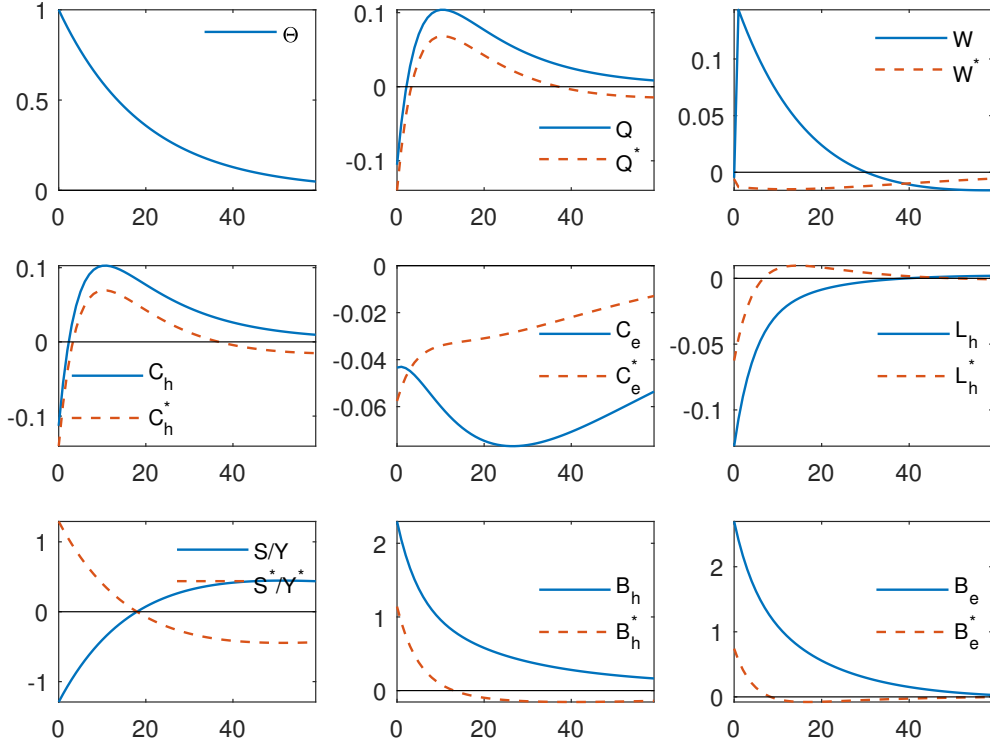 1
0.5
0
0 20 40
Θ
0.1
0
-0.1
0 20 40
Q
Q*
0.1
0.05
0
0 20 40
W
W*
0.1
0
-0.1
0 20 40
C_h
C_h^*
0
-0.02
-0.04
-0.06
0 20 40
C_e
C_e^*
0
-0.05
-0.1
0 20 40
L_h
L_h^*
1
0
-1
0 20 40
S/Y
S*/Y*
2
1
0
0 20 40
B_h
B_h^*
2
1
0
0 20 40
B_e
B_e^*